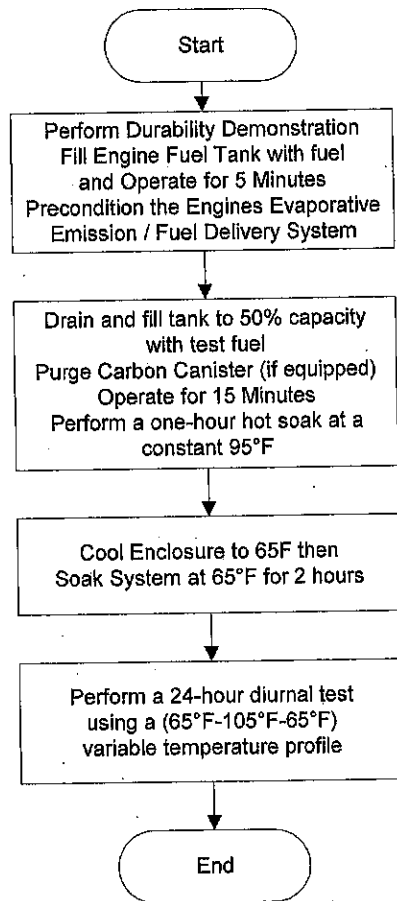 Start
Perform Durability Demonstration
Fill Engine Fuel Tank with fuel
and Operate for 5 Minutes
Precondition the Engines Evaporative
Emission / Fuel Delivery System
Drain and fill tank to 50% capacity
with test fuel
Purge Carbon Canister (if equipped)
Operate for 15 Minutes
Perform a one-hour hot soak at a
constant 95°F
Cool Enclosure to 65F then
Soak System at 65°F for 2 hours
Perform a 24-hour diurnal test
using a (65°F-105°F-65°F)
variable temperature profile
End